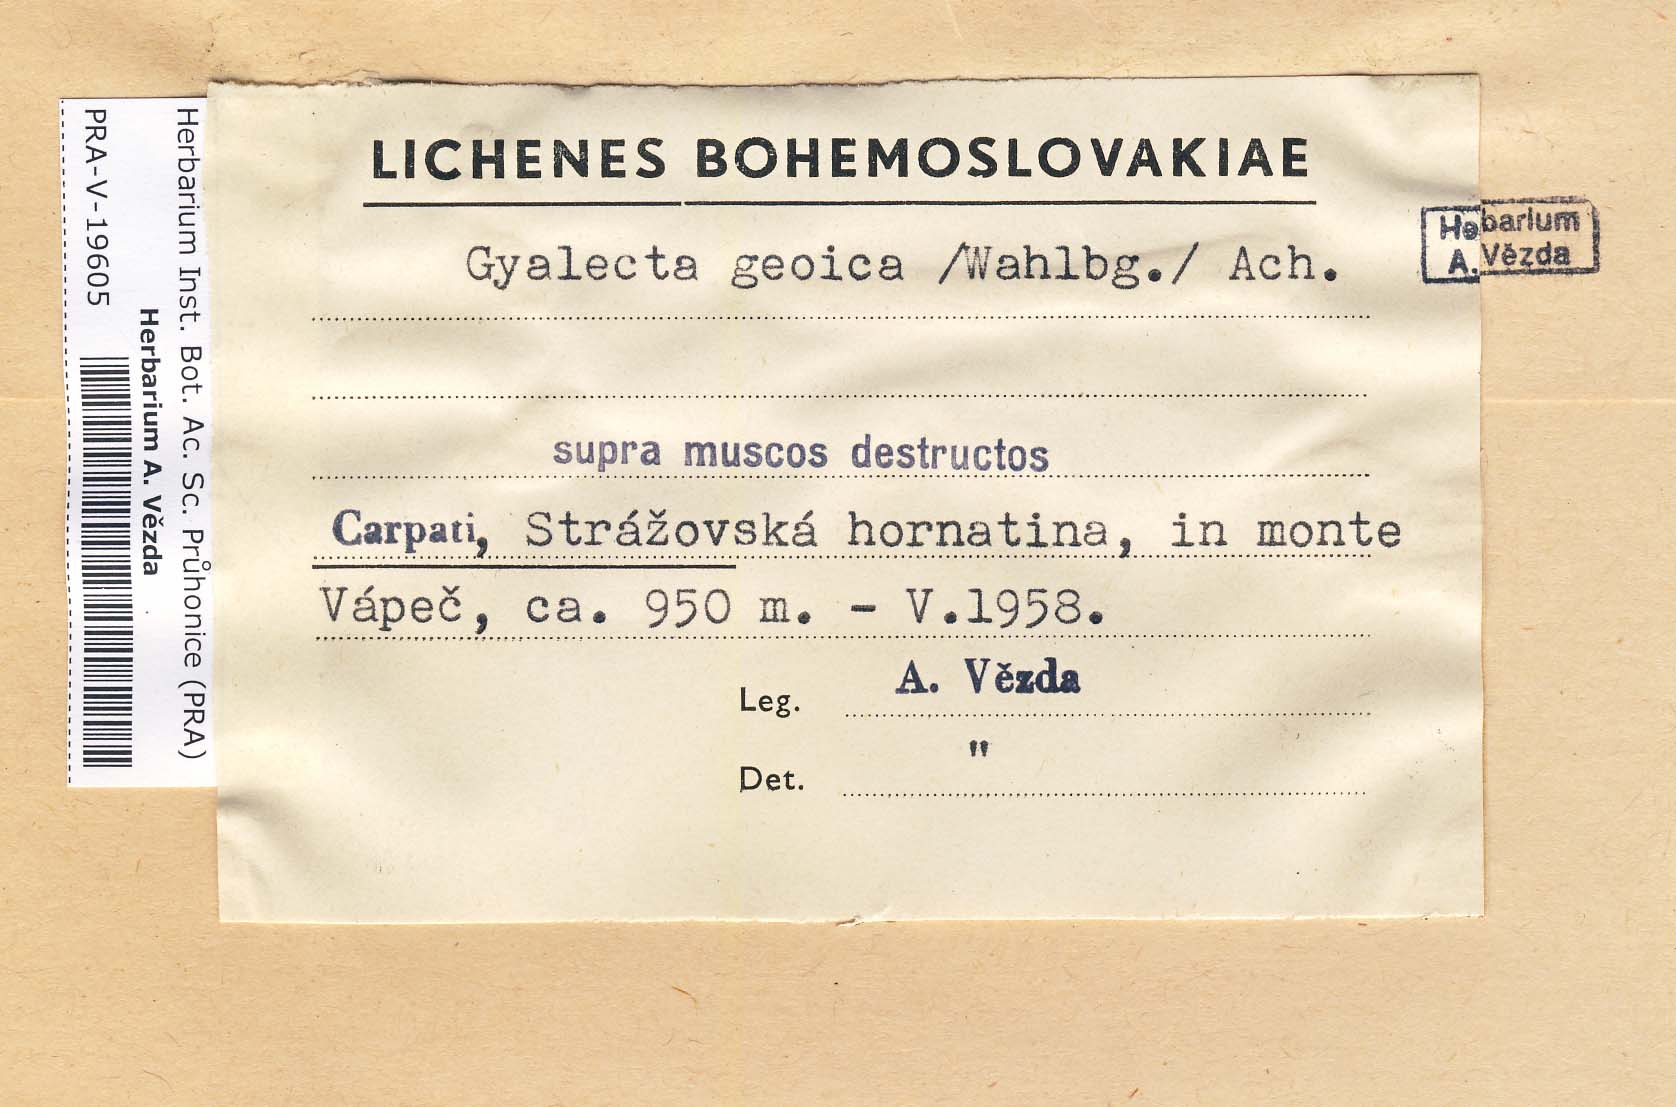 LICHENES BOHEMOSLOVAKIAE
Gyalecta geoica /Wahlbg./ Ach.
supra muscos destructos
Carpati, Strážovská hornatina, in monte
Vápeč, ca. 950 m. - V.1958.
Leg. A. Vězda
Det. "
Herbarium
A. Vězda
Herbarium Inst. Bot. Ac. Sc. Průhonice (PRA)
Herbarium A. Vězda
PRA-V-19605